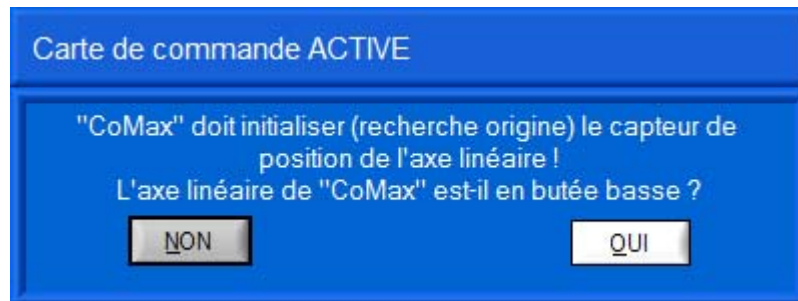 Carte de commande ACTIVE
"CoMax" doit initialiser (recherche origine) le capteur de
position de l'axe linéaire !
L'axe linéaire de "CoMax" est-il en butée basse ?
NON
OUI